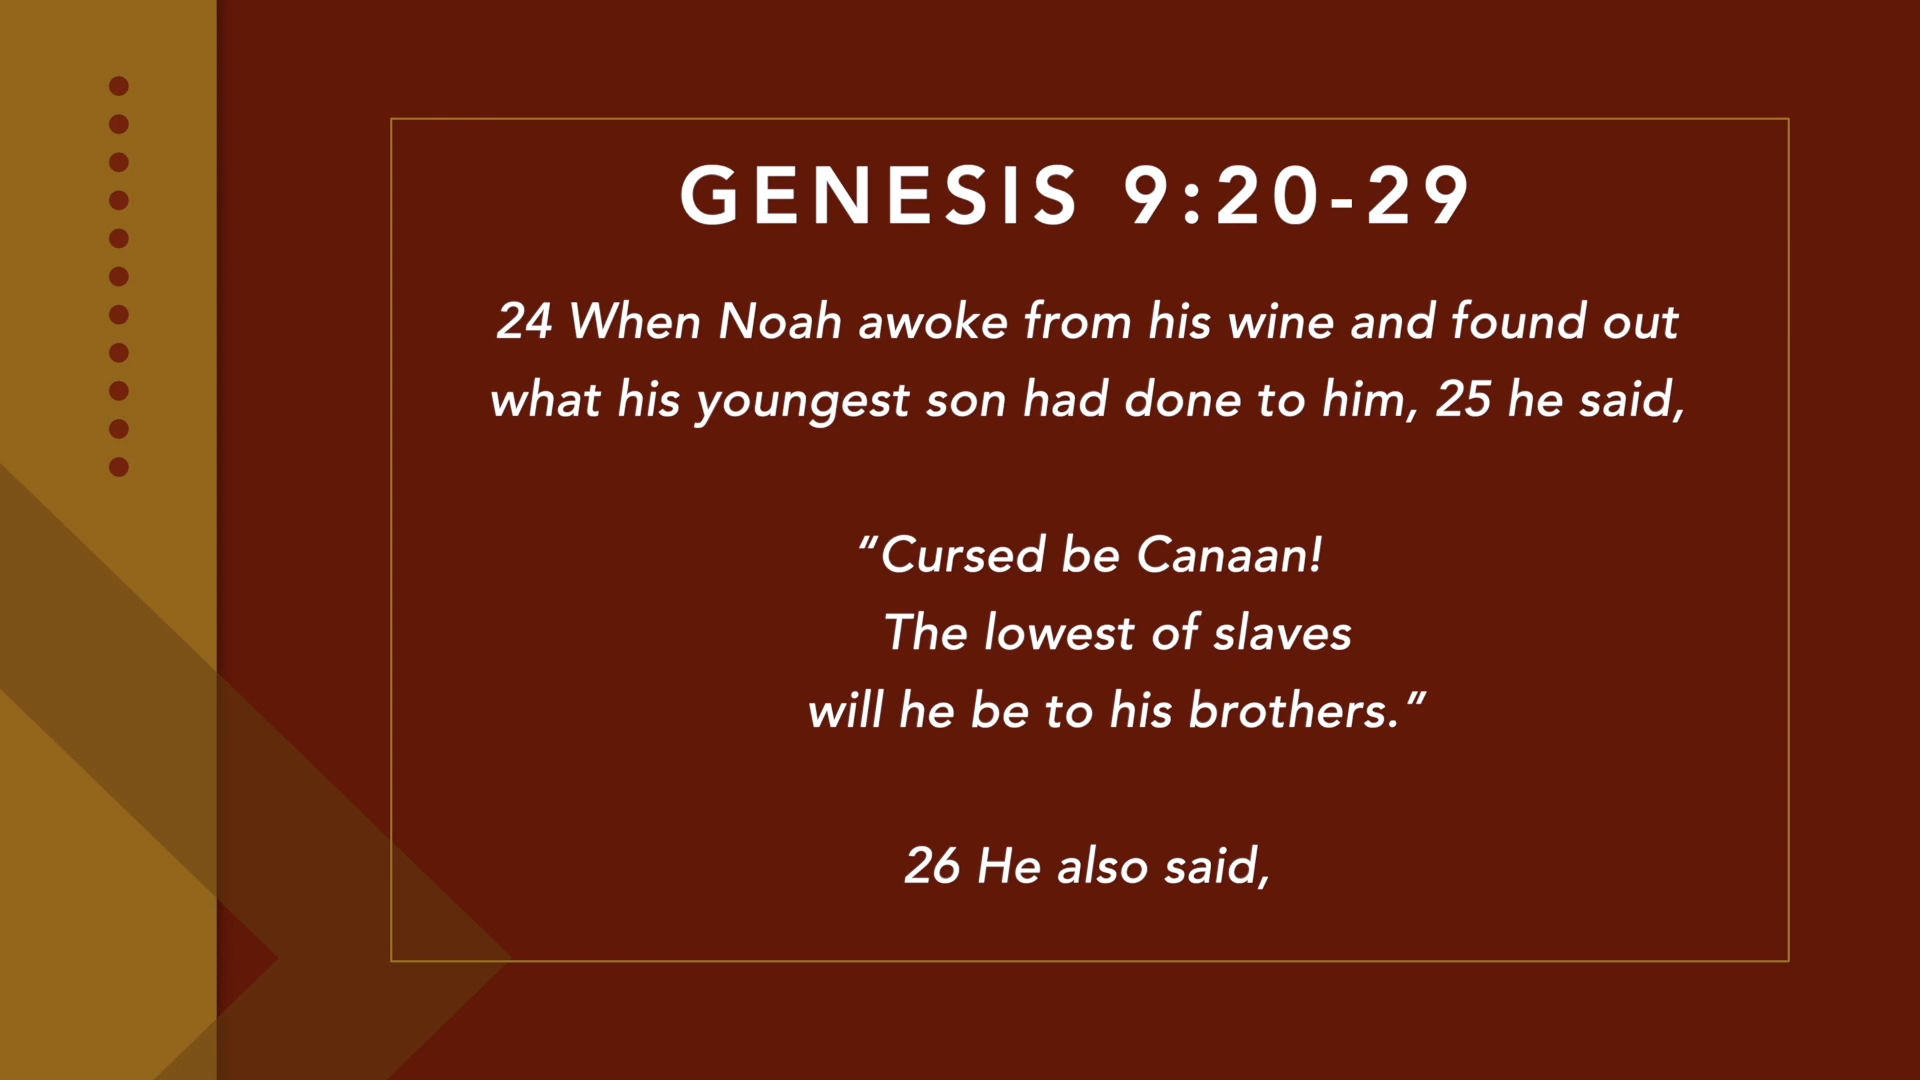 GENESIS 9:20-29
24 When Noah awoke from his wine and found out
what his youngest son had done to him, 25 he said,
“Cursed be Canaan!
The lowest of slaves
will he be to his brothers.”
26 He also said,